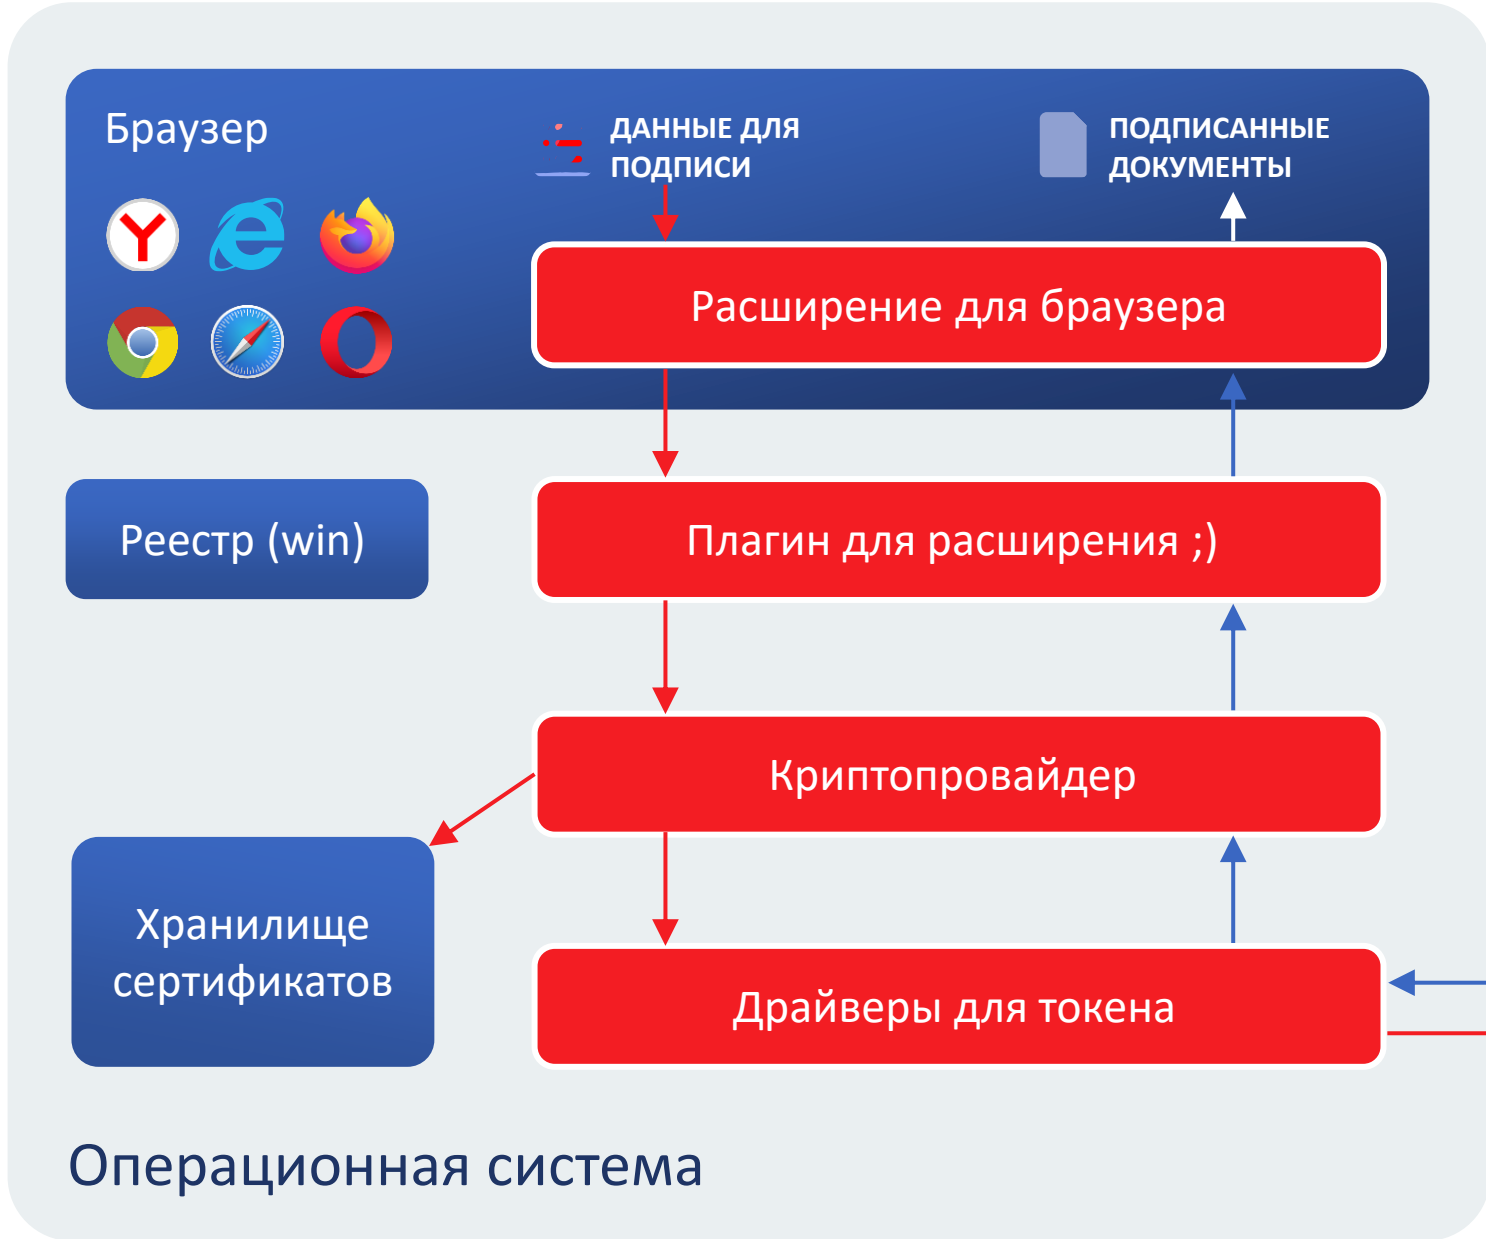 Браузер
ДАННЫЕ ДЛЯ
ПОДПИСИ
ПОДПИСАННЫЕ
ДОКУМЕНТЫ
Расширение для браузера
Реестр (win)
Плагин для расширения ;)
Криптопровайдер
Хранилище
сертификатов
Драйверы для токена
Операционная система